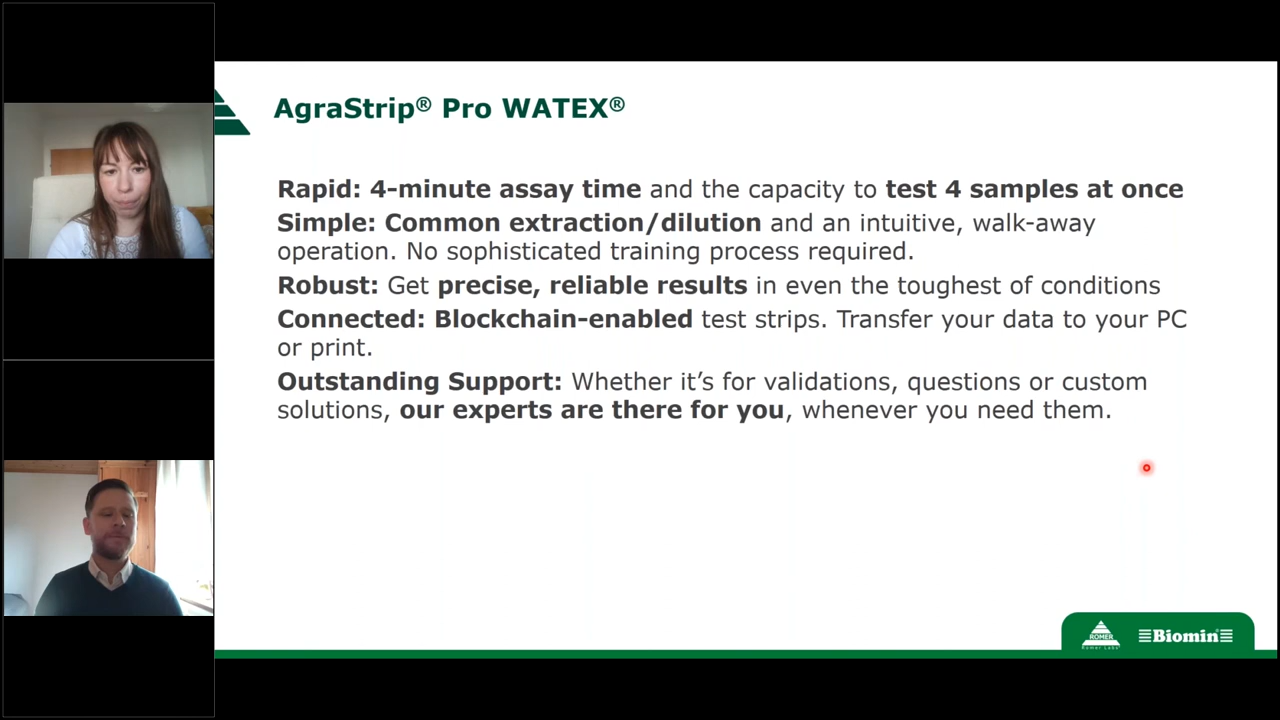 AgraStrip® Pro WATEX®
Rapid: 4-minute assay time and the capacity to test 4 samples at once
Simple: Common extraction/dilution and an intuitive, walk-away
operation. No sophisticated training process required.
Robust: Get precise, reliable results in even the toughest of conditions
Connected: Blockchain-enabled test strips. Transfer your data to your PC
or print.
Outstanding Support: Whether it’s for validations, questions or custom
solutions, our experts are there for you, whenever you need them.
ROMER
Romer Labs®
Biomin®